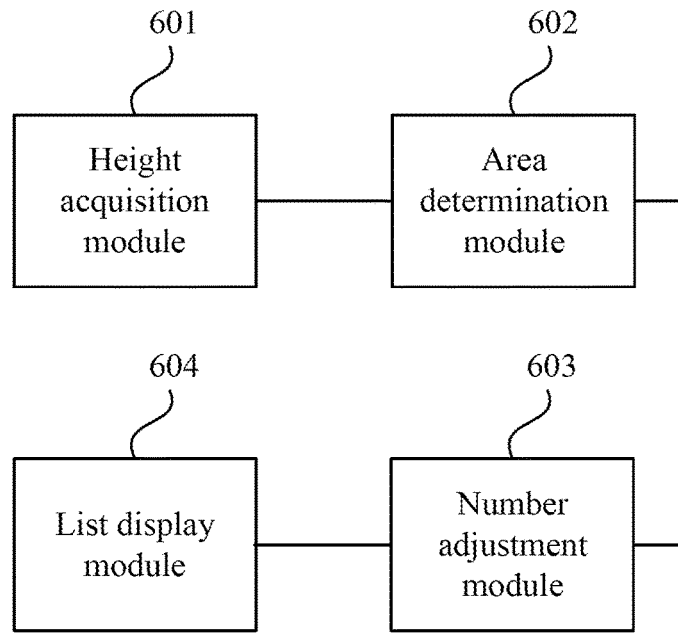 601
602
Height
acquisition
module
Area
determination
module
604
603
List display
module
Number
adjustment
module